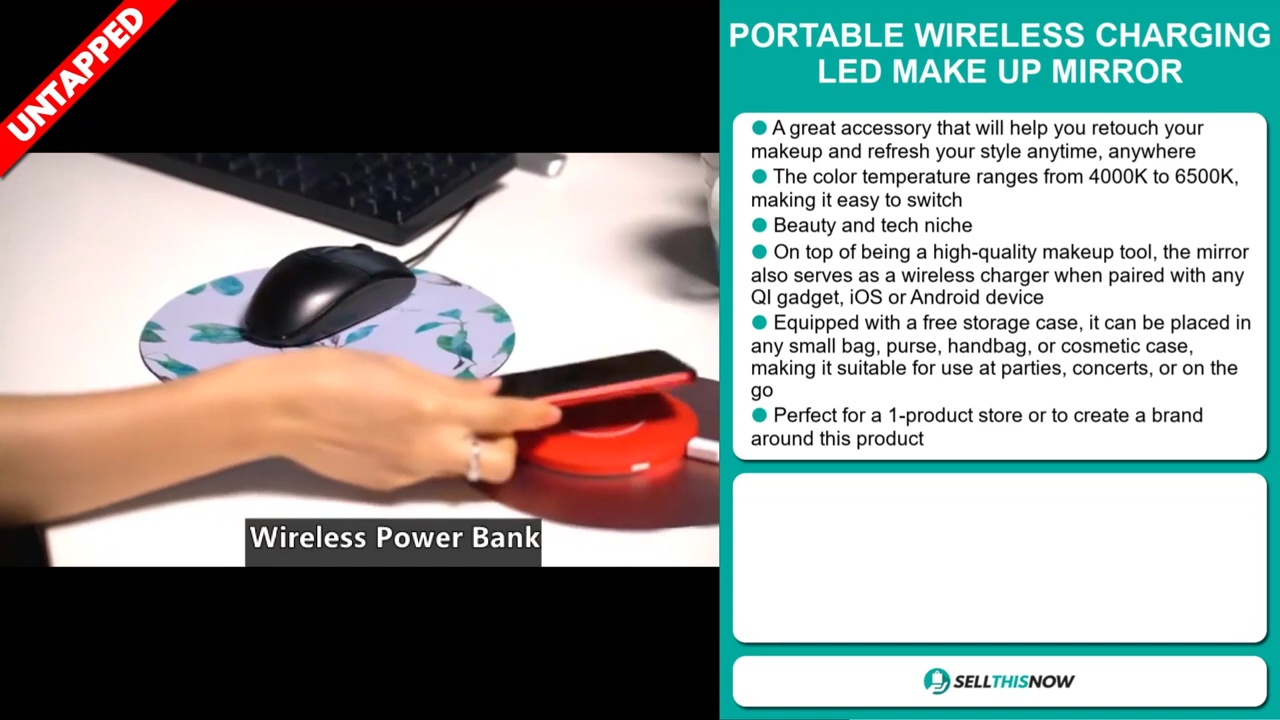 UNTAPPED
PORTABLE WIRELESS CHARGING
LED MAKE UP MIRROR
● A great accessory that will help you retouch your
makeup and refresh your style anytime, anywhere
● The color temperature ranges from 4000K to 6500K,
making it easy to switch
● Beauty and tech niche
● On top of being a high-quality makeup tool, the mirror
also serves as a wireless charger when paired with any
QI gadget, iOS or Android device
● Equipped with a free storage case, it can be placed in
any small bag, purse, handbag, or cosmetic case,
making it suitable for use at parties, concerts, or on the
go
● Perfect for a 1-product store or to create a brand
around this product
Wireless Power Bank
SELLTHISNOW